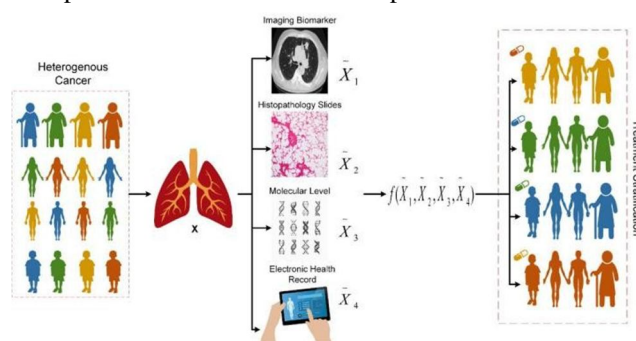 Imaging Biomarker
X̄₁
Heterogenous
Cancer
Histopathology Slides
X̄₂
X
Molecular Level
X̄₃
f(X̄₁,X̄₂,X̄₃,X̄₄)
Electronic Health
Record
X̄₄
Treatment